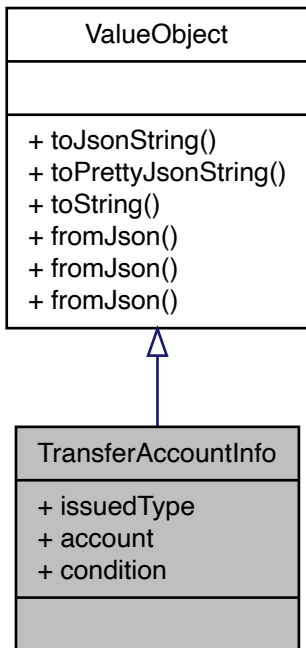 ValueObject
+ toJsonString()
+ toPrettyJsonString()
+ toString()
+ fromJson()
+ fromJson()
+ fromJson()
TransferAccountInfo
+ issuedType
+ account
+ condition